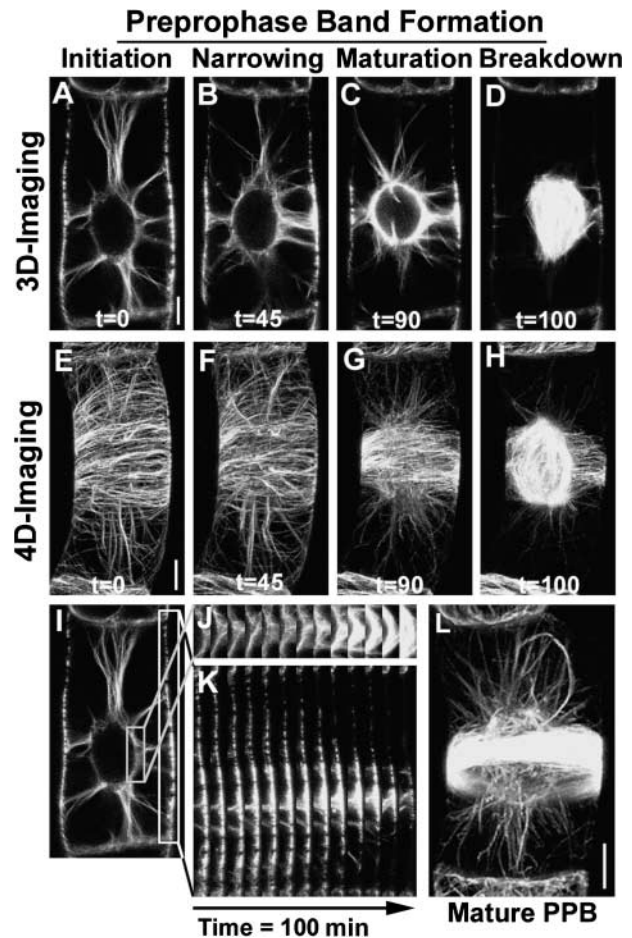 Preprophase Band Formation
Initiation Narrowing Maturation Breakdown
3D-Imaging
A B C D
t=0 t=45 t=90 t=100
4D-Imaging
E F G H
t=0 t=45 t=90 t=100
I J L
K
Time = 100 min
Mature PPB